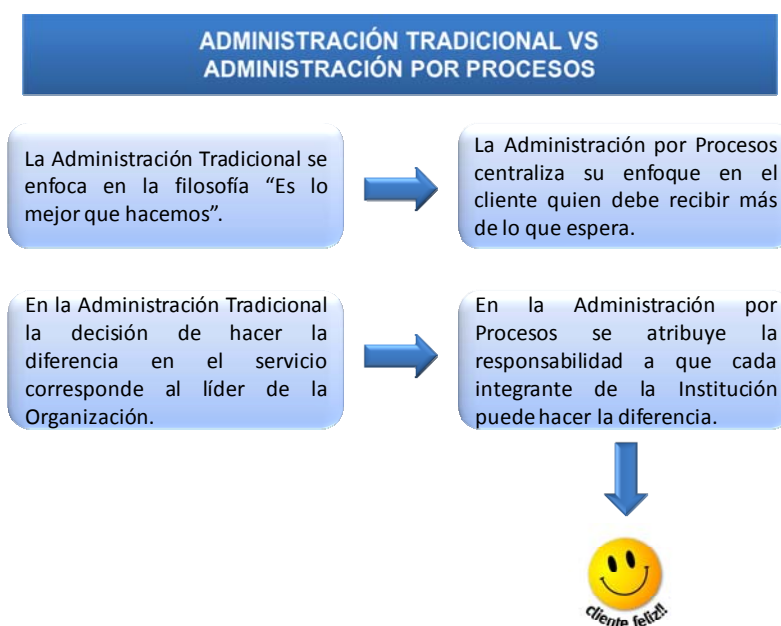 ADMINISTRACIÓN TRADICIONAL VS
ADMINISTRACIÓN POR PROCESOS
La Administración Tradicional se
enfoca en la filosofía “Es lo
mejor que hacemos”.
La Administración por Procesos
centraliza su enfoque en el
cliente quien debe recibir más
de lo que espera.
En la Administración Tradicional
la decisión de hacer la
diferencia en el servicio
corresponde al líder de la
Organización.
En la Administración por
Procesos se atribuye la
responsabilidad a que cada
integrante de la Institución
puede hacer la diferencia.
cliente feliz!!